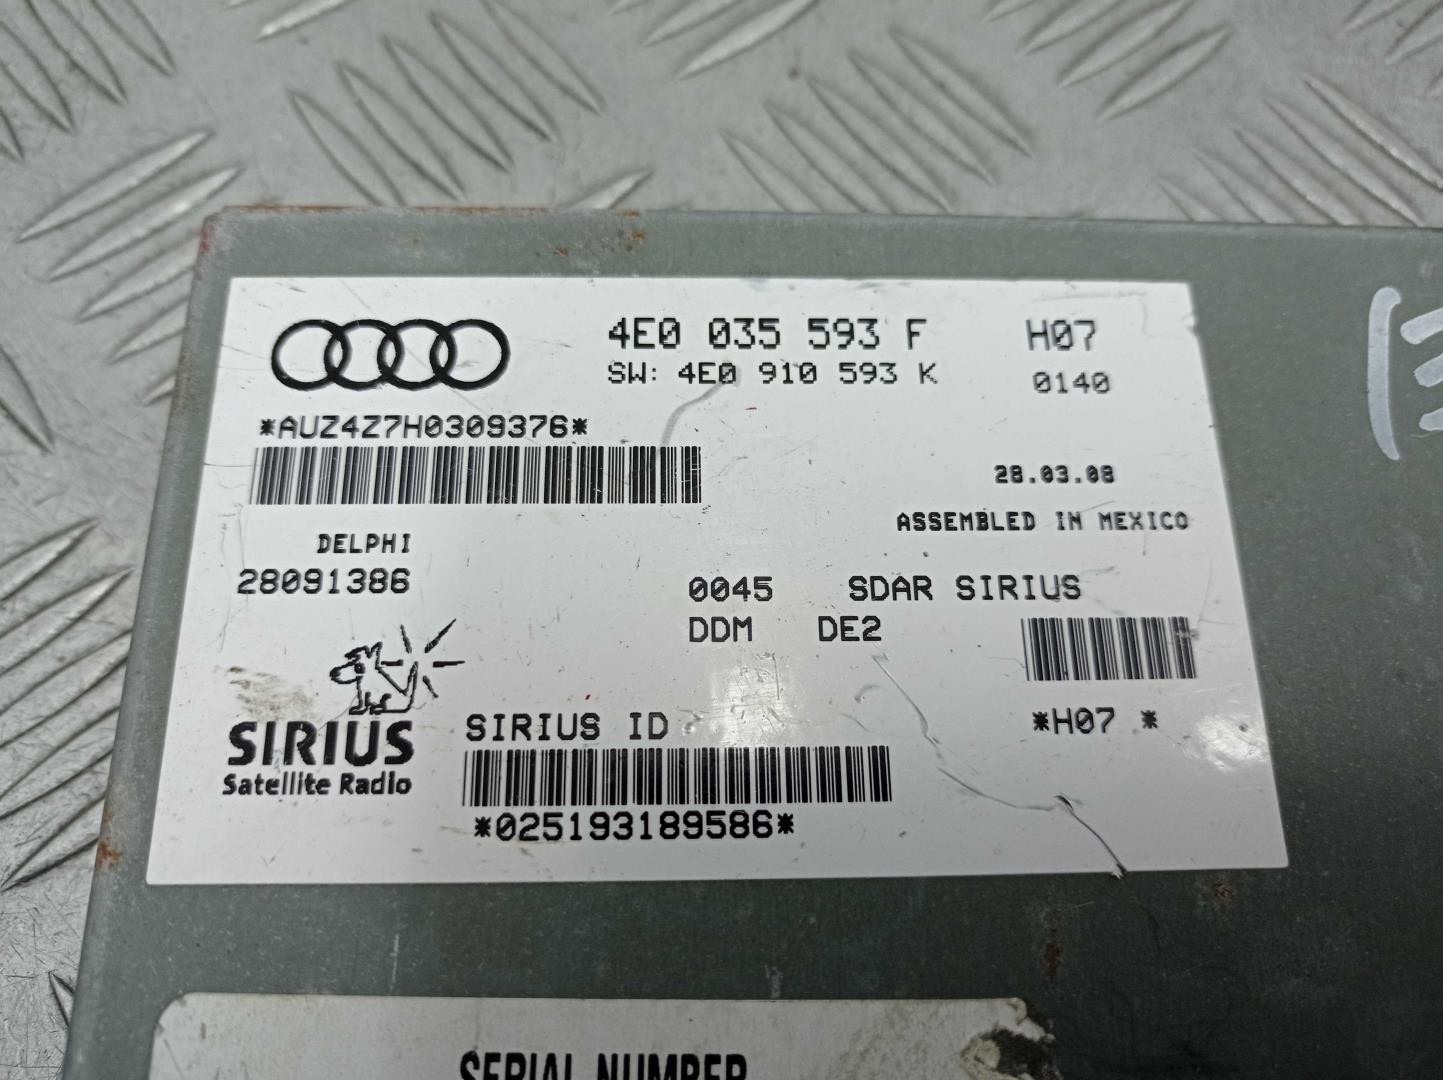 4E0 035 593 F H07
SW: 4E0 910 593 K 0140
*AUZ4Z7H0309376*
28.03.08
ASSEMBLED IN MEXICO
DELPHI
28091386
0045 SDAR SIRIUS
DDM DE2
SIRIUS
Satellite Radio
SIRIUS ID
*H07 *
*025193189586*
SERIAL NUMBER